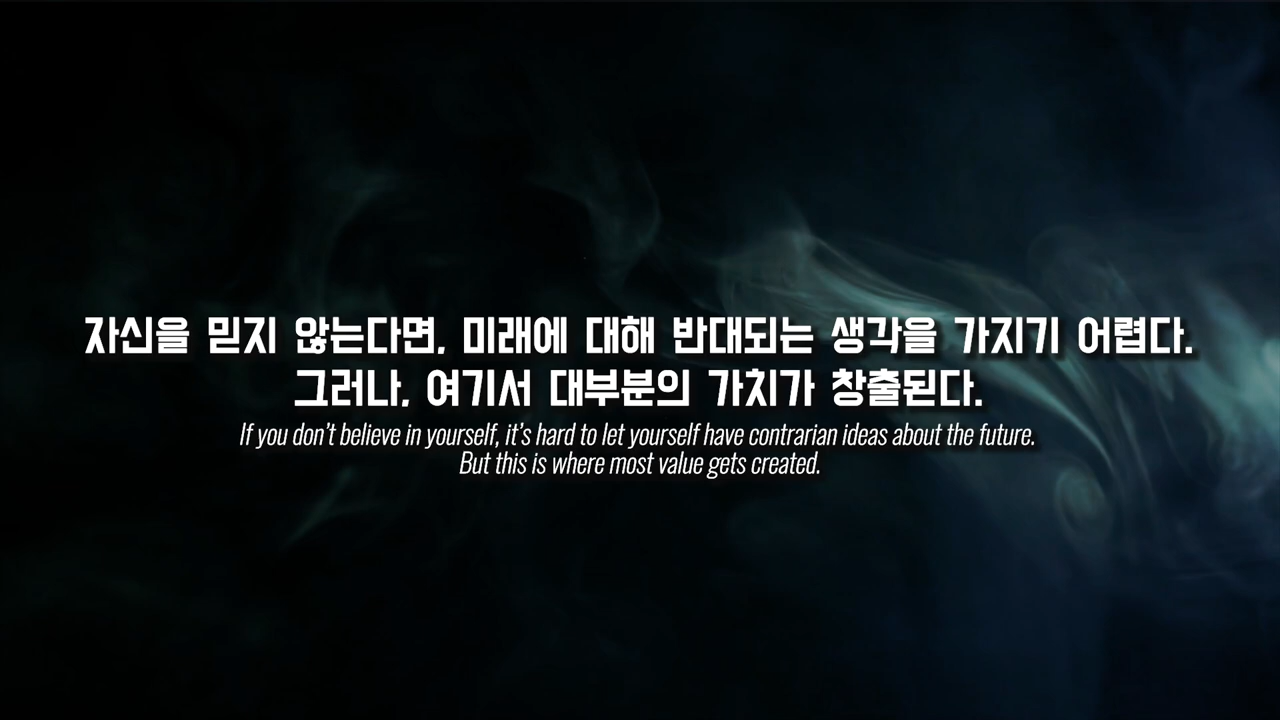 자신을 믿지 않는다면, 미래에 대해 반대되는 생각을 가지기 어렵다.
그러나, 여기서 대부분의 가치가 창출된다.
If you don’t believe in yourself, it’s hard to let yourself have contrarian ideas about the future.
But this is where most value gets created.